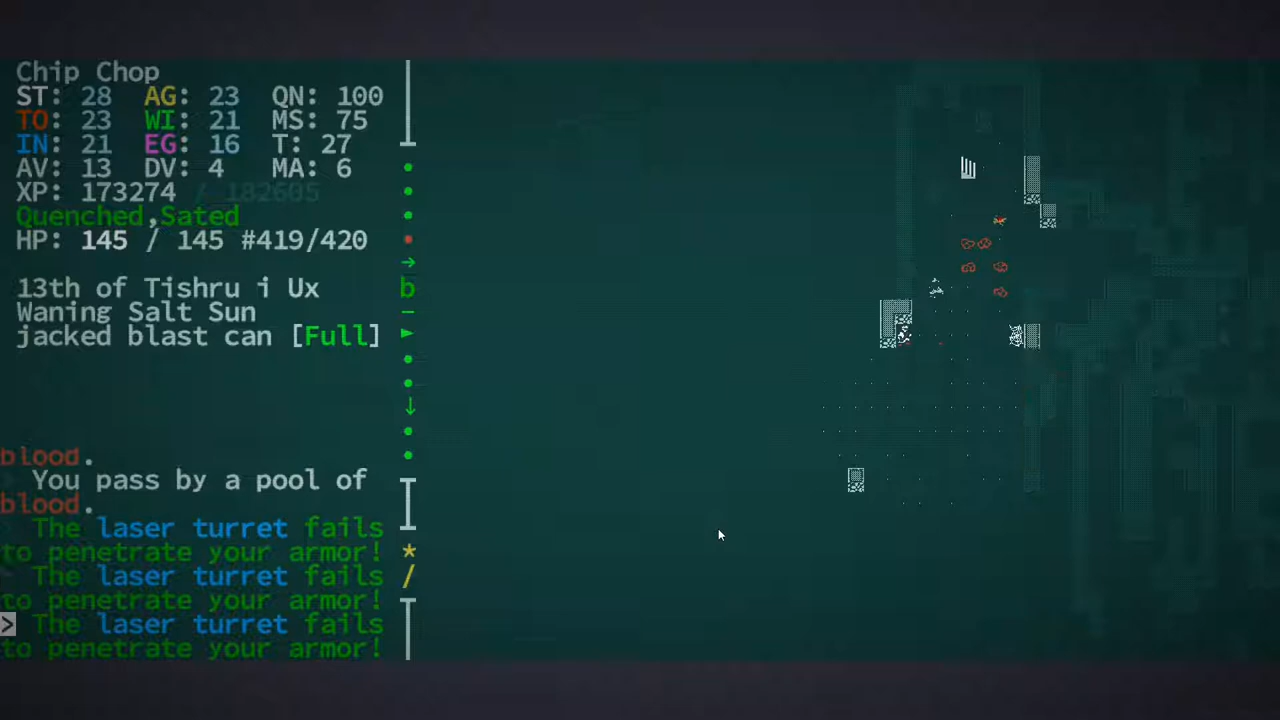 Chip Chop
ST: 28 AG: 23 QN: 100
TO: 23 WI: 21 MS: 75
IN: 21 EG: 16 T: 27
AV: 13 DV: 4 MA: 6
XP: 173274 / 182605
Quenched,Sated
HP: 145 / 145 #419/420
b
13th of Tishru i Ux
Waning Salt Sun
jacked blast can [Full]
blood.
You pass by a pool of
blood.
The laser turret fails
to penetrate your armor! *
The laser turret fails /
to penetrate your armor!
> The laser turret fails
to penetrate your armor!